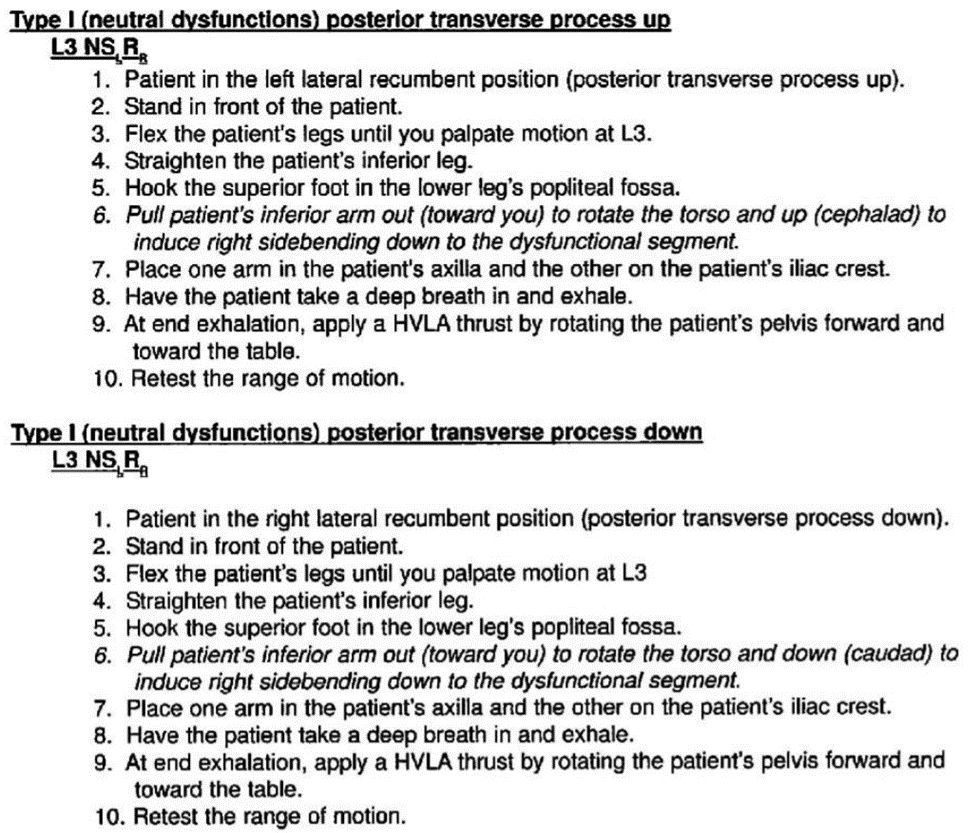 Type I (neutral dysfunctions) posterior transverse process up
L3 NSLRR
1. Patient in the left lateral recumbent position (posterior transverse process up).
2. Stand in front of the patient.
3. Flex the patient's legs until you palpate motion at L3.
4. Straighten the patient's inferior leg.
5. Hook the superior foot in the lower leg's popliteal fossa.
6. Pull patient's inferior arm out (toward you) to rotate the torso and up (cephalad) to
induce right sidebending down to the dysfunctional segment.
7. Place one arm in the patient's axilla and the other on the patient's iliac crest.
8. Have the patient take a deep breath in and exhale.
9. At end exhalation, apply a HVLA thrust by rotating the patient's pelvis forward and
toward the table.
10. Retest the range of motion.
Type I (neutral dysfunctions) posterior transverse process down
L3 NSLRR
1. Patient in the right lateral recumbent position (posterior transverse process down).
2. Stand in front of the patient.
3. Flex the patient's legs until you palpate motion at L3
4. Straighten the patient's inferior leg.
5. Hook the superior foot in the lower leg's popliteal fossa.
6. Pull patient's inferior arm out (toward you) to rotate the torso and down (caudad) to
induce right sidebending down to the dysfunctional segment.
7. Place one arm in the patient's axilla and the other on the patient's iliac crest.
8. Have the patient take a deep breath in and exhale.
9. At end exhalation, apply a HVLA thrust by rotating the patient's pelvis forward and
toward the table.
10. Retest the range of motion.